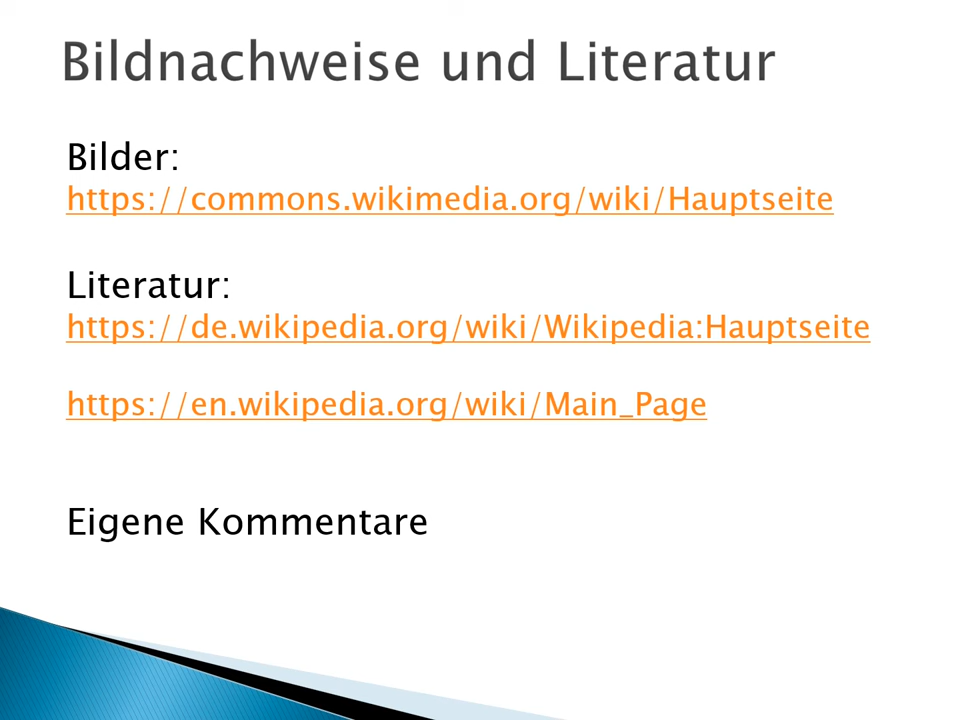 Bildnachweise und Literatur
Bilder:
https://commons.wikimedia.org/wiki/Hauptseite
Literatur:
https://de.wikipedia.org/wiki/Wikipedia:Hauptseite
https://en.wikipedia.org/wiki/Main_Page
Eigene Kommentare